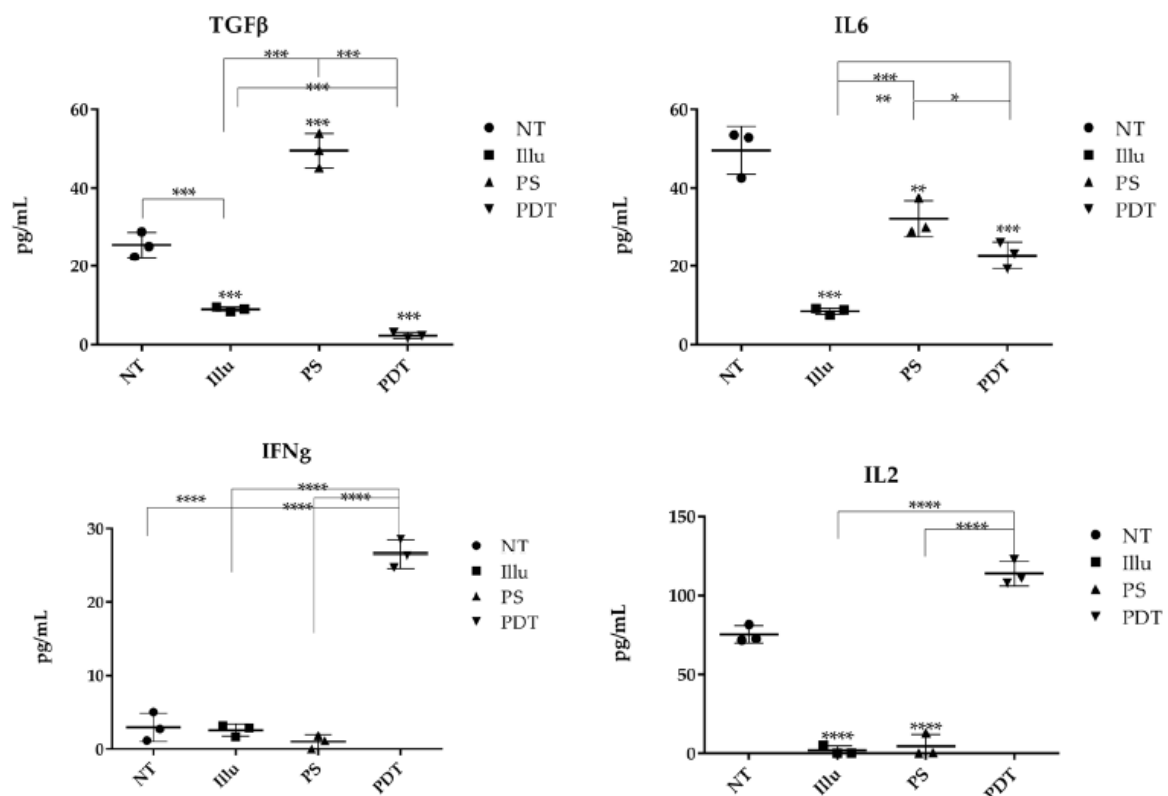 TGFβ
*** ***
***
60
***
40
***
20
***
***
0
pg/mL
NT
Illu
PS
PDT
NT
Illu
PS
PDT
IL6
***
** *
60
40
**
***
20
***
0
pg/mL
NT
Illu
PS
PDT
NT
Illu
PS
PDT
IFNg
****
**** ****
****
30
20
10
0
pg/mL
NT
Illu
PS
PDT
NT
Illu
PS
PDT
IL2
****
****
150
100
50
**** ****
0
pg/mL
NT
Illu
PS
PDT
NT
Illu
PS
PDT